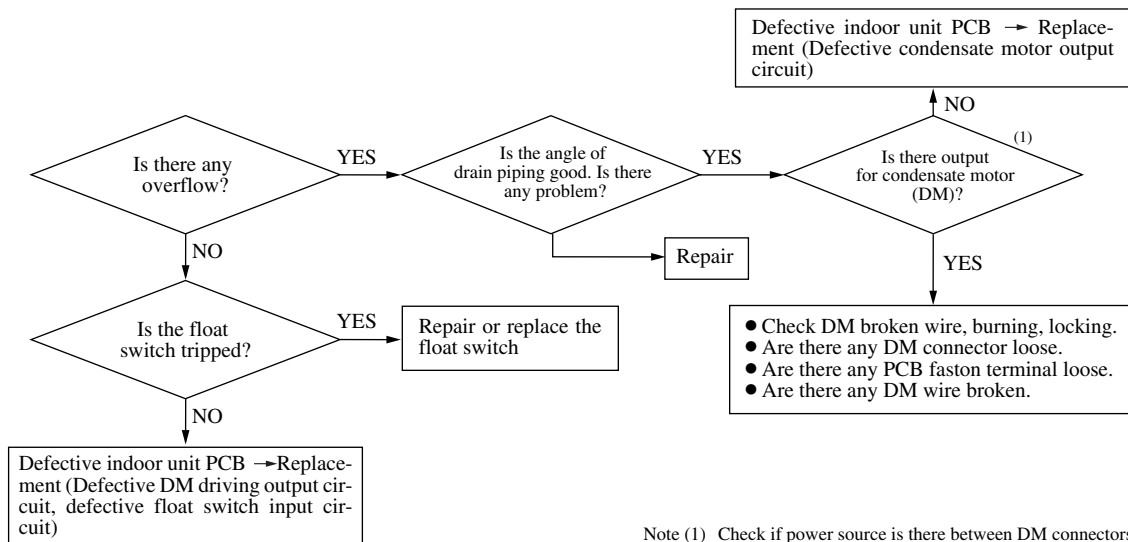 Defective indoor unit PCB → Replace-
ment (Defective condensate motor output
circuit)
NO
(1)
Is there any
overflow?
YES
Is the angle of
drain piping good. Is there
any problem?
YES
Is there output
for condensate motor
(DM)?
NO
Repair
YES
Is the float
switch tripped?
YES
Repair or replace the
float switch
● Check DM broken wire, burning, locking.
● Are there any DM connector loose.
● Are there any PCB faston terminal loose.
● Are there any DM wire broken.
NO
Defective indoor unit PCB →Replace-
ment (Defective DM driving output cir-
cuit, defective float switch input cir-
cuit)
Note (1) Check if power source is there between DM connectors